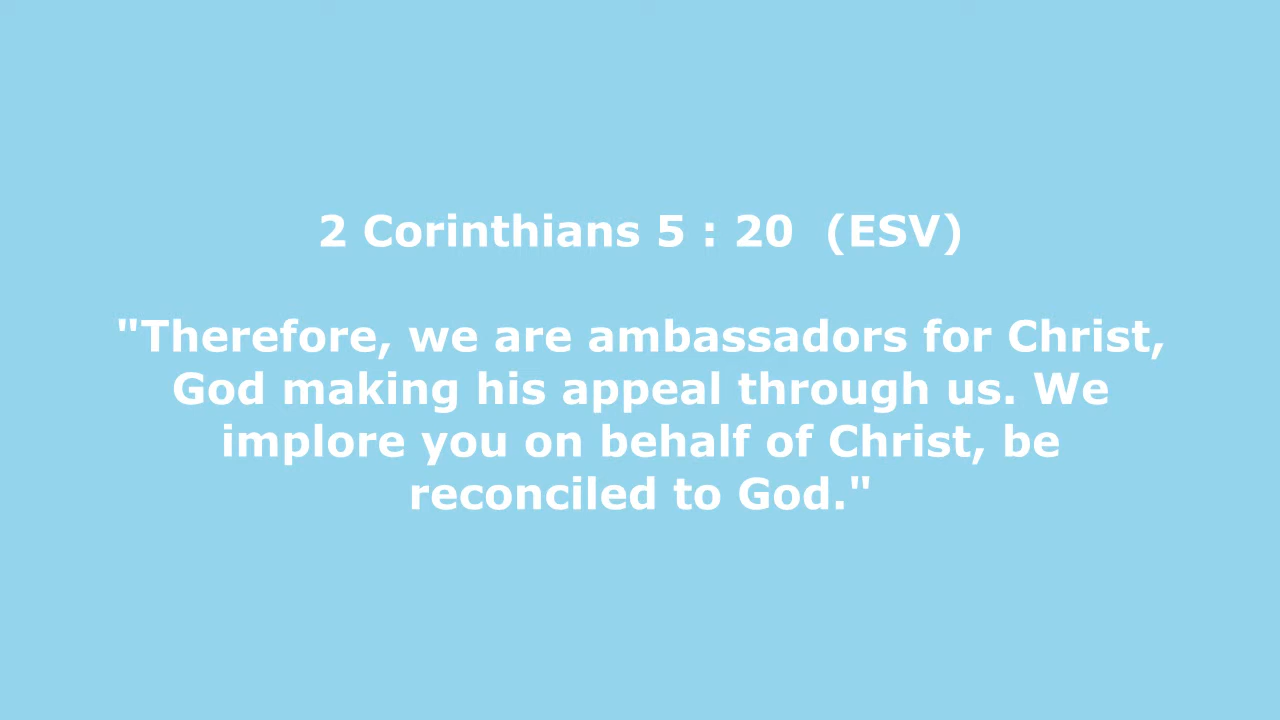 2 Corinthians 5 : 20  (ESV)
"Therefore, we are ambassadors for Christ,
God making his appeal through us. We
implore you on behalf of Christ, be
reconciled to God."